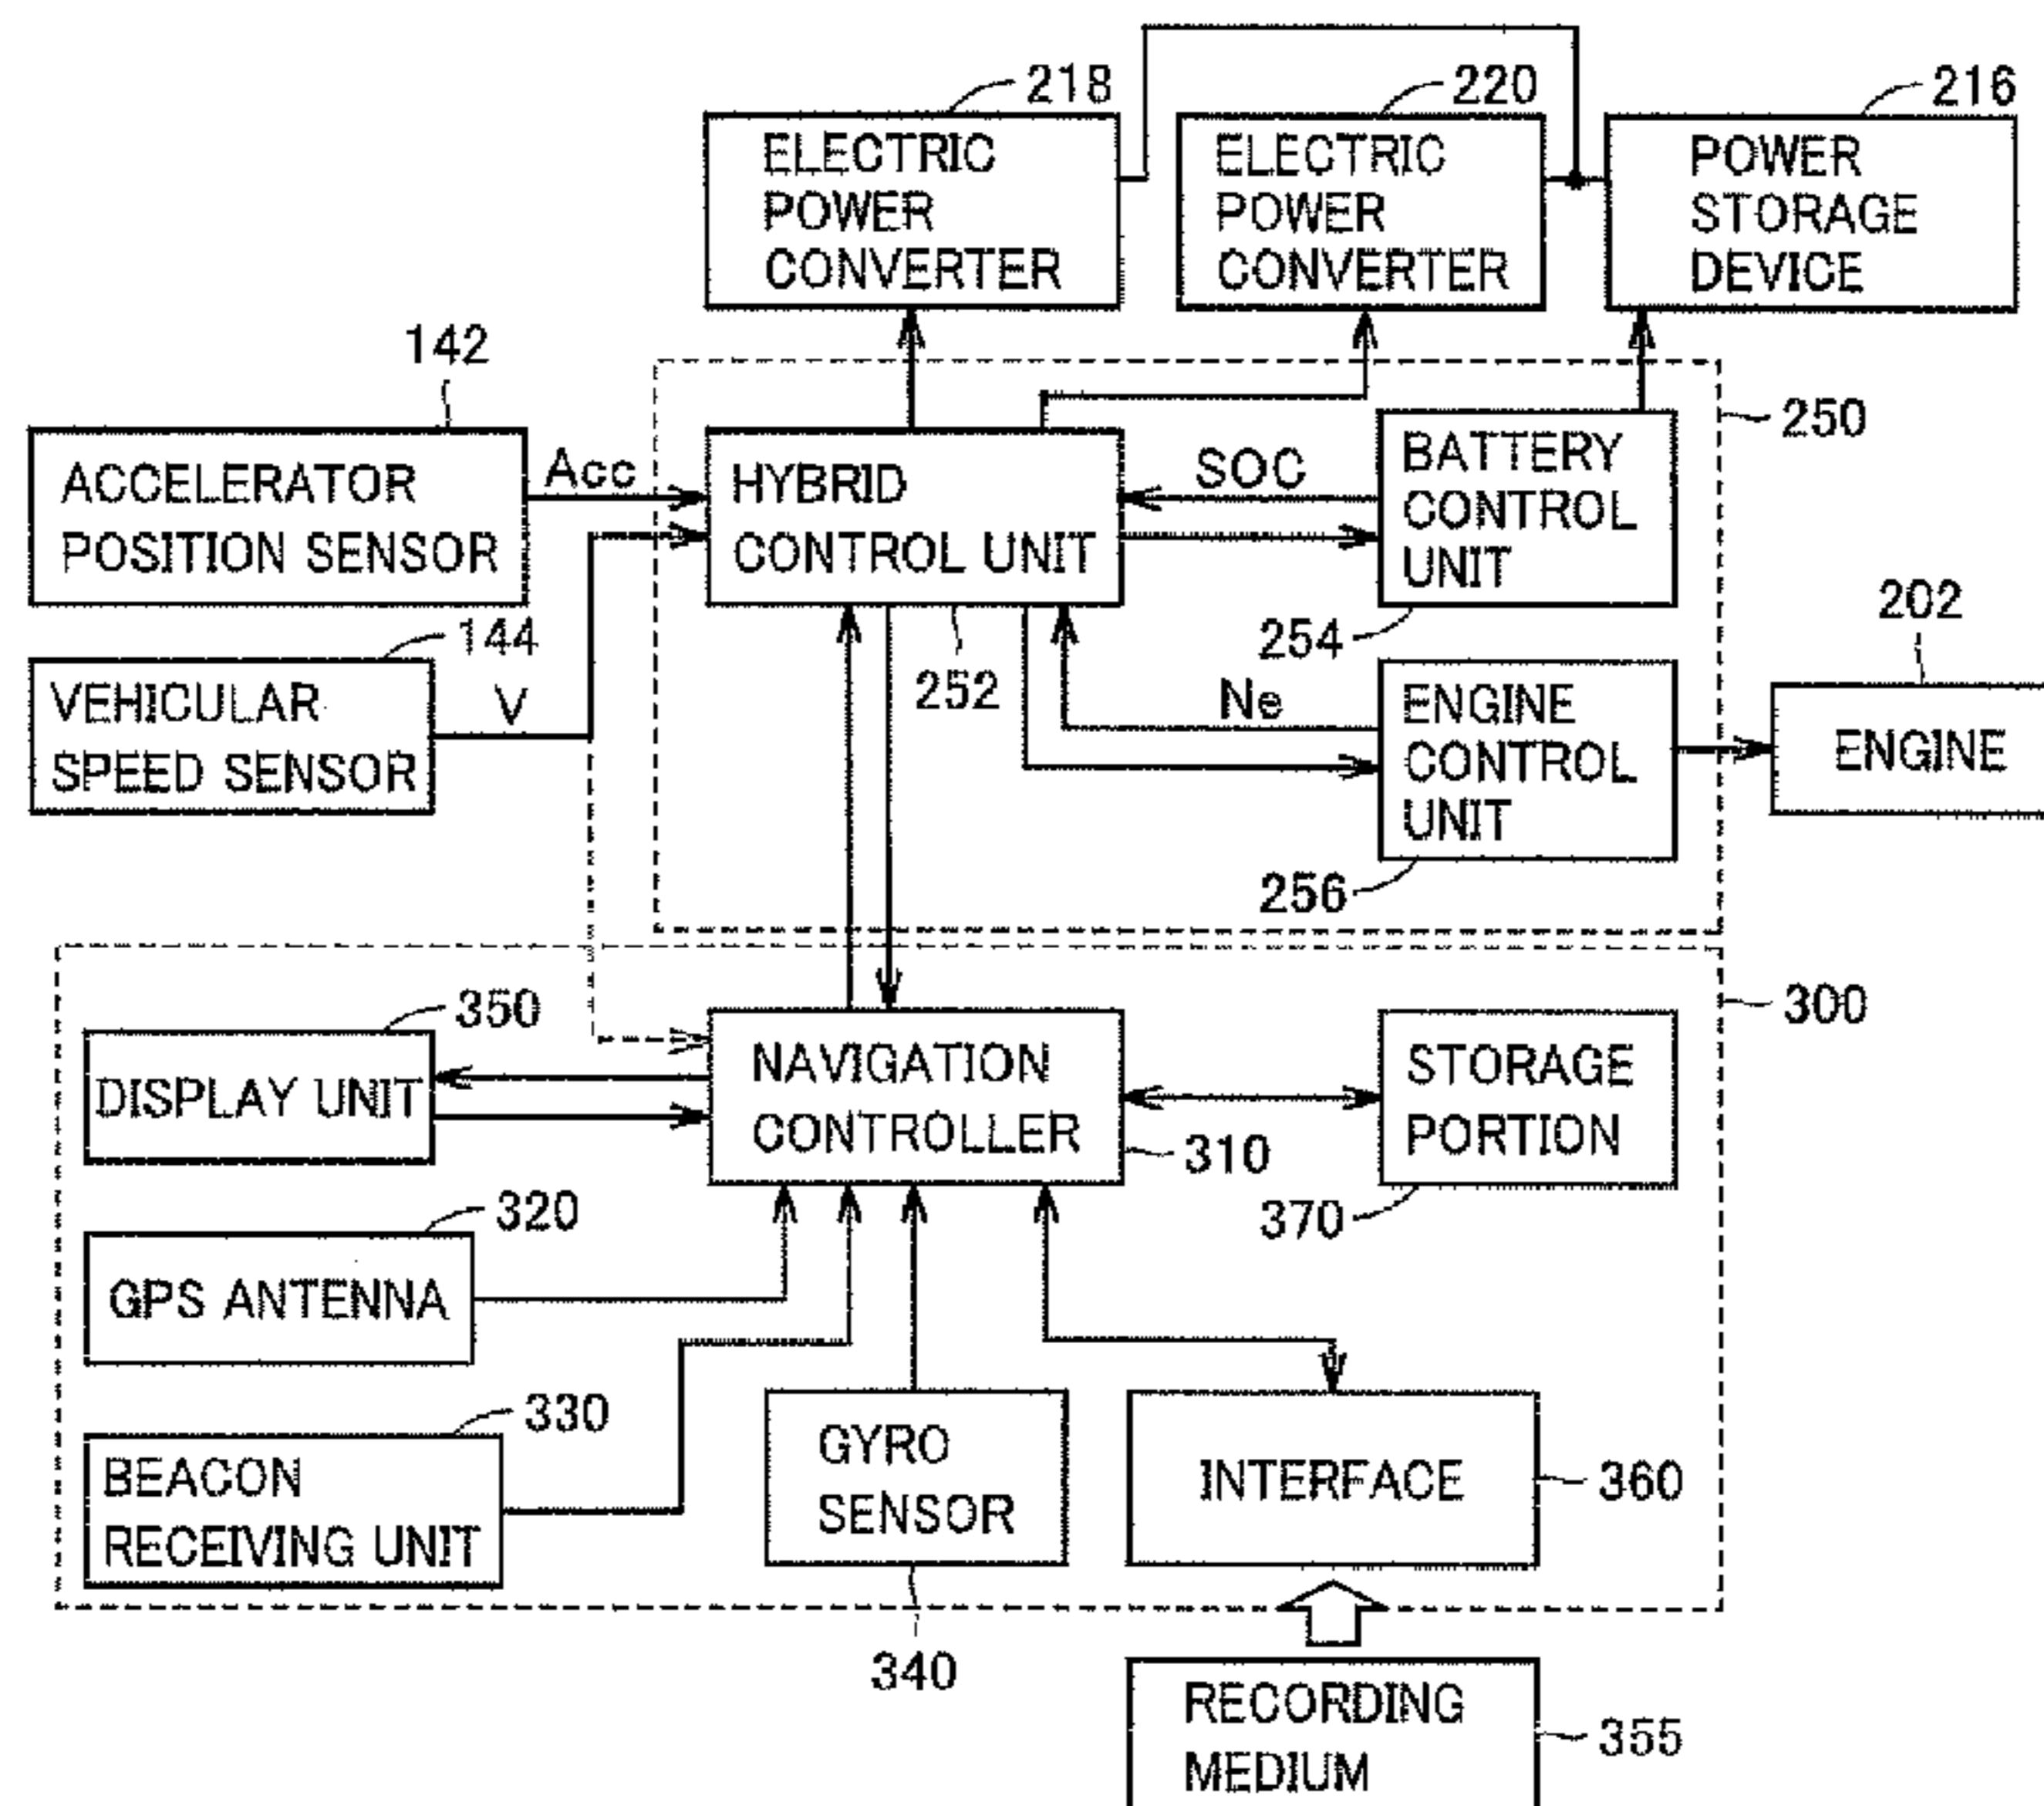 218
220
216
ELECTRIC
POWER
CONVERTER
ELECTRIC
POWER
CONVERTER
POWER
STORAGE
DEVICE
142
250
ACCELERATOR
POSITION SENSOR
Acc
HYBRID
CONTROL UNIT
SOC
BATTERY
CONTROL
UNIT
202
144
254
252
VEHICULAR
SPEED SENSOR
V
Ne
ENGINE
CONTROL
UNIT
ENGINE
256
350
300
DISPLAY UNIT
NAVIGATION
CONTROLLER
310
STORAGE
PORTION
320
370
GPS ANTENNA
330
BEACON
RECEIVING UNIT
GYRO
SENSOR
INTERFACE
360
340
RECORDING
MEDIUM
355